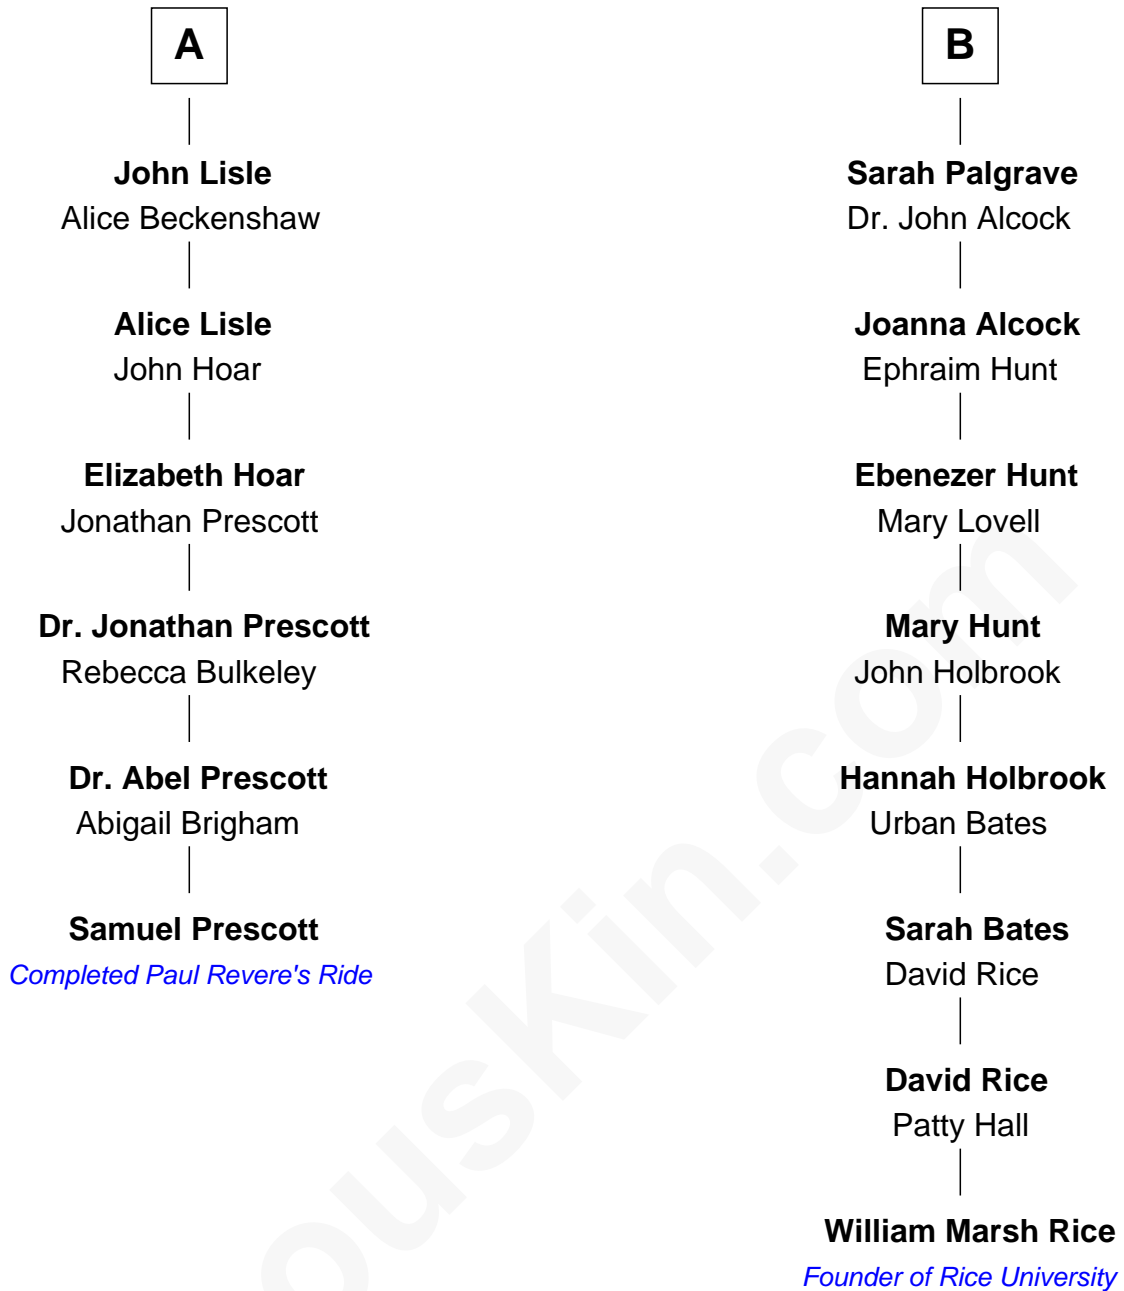 A
John Lisle
Alice Beckenshaw
Alice Lisle
John Hoar
Elizabeth Hoar
Jonathan Prescott
Dr. Jonathan Prescott
Rebecca Bulkeley
Dr. Abel Prescott
Abigail Brigham
Samuel Prescott
Completed Paul Revere's Ride
B
Sarah Palgrave
Dr. John Alcock
Joanna Alcock
Ephraim Hunt
Ebenezer Hunt
Mary Lovell
Mary Hunt
John Holbrook
Hannah Holbrook
Urban Bates
Sarah Bates
David Rice
David Rice
Patty Hall
William Marsh Rice
Founder of Rice University
ousKin.com